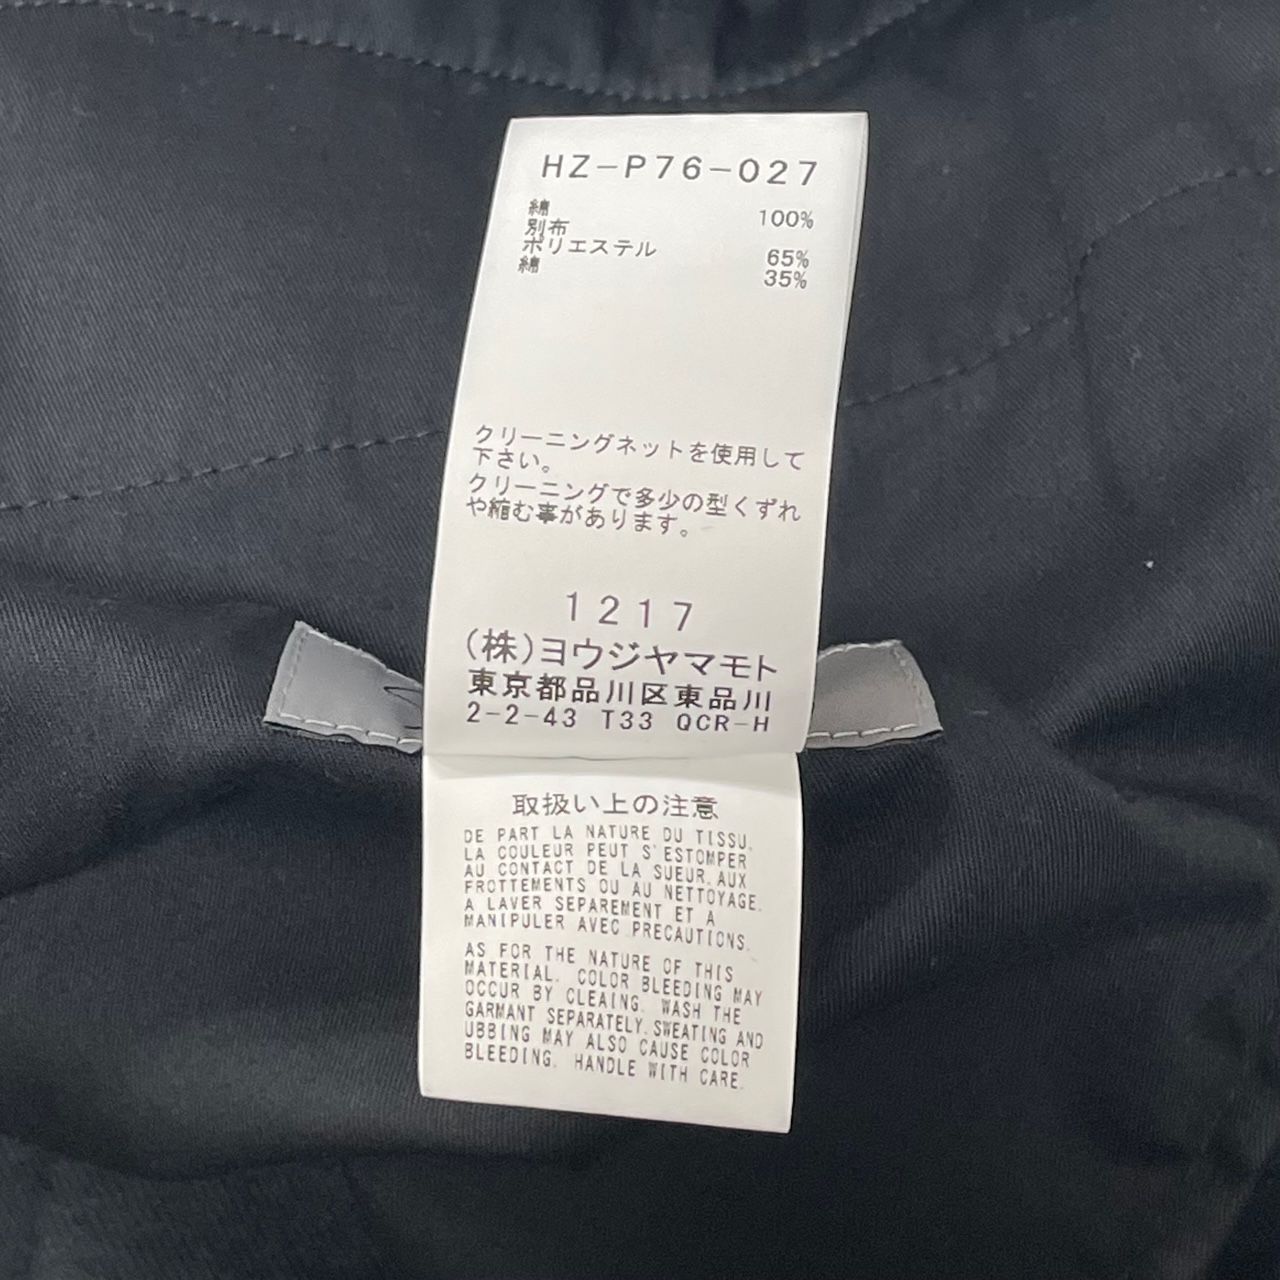 HZ-P76-027
綿 100%
別布
ポリエステル 65%
綿 35%
クリーニングネットを使用して
下さい。
クリーニングで多少の型くずれ
や縮む事があります。
1217
(株)ヨウジヤマモト
東京都品川区東品川
2-2-43 T33 QCR-H
取扱い上の注意
DE PART LA NATURE DU TISSU.
LA COULEUR PEUT S'ESTOMPER
AU CONTACT DE LA SUEUR.AUX
FROTTEMENTS OU AU NETTOYAGE.
A LAVER SEPAREMENT ET A
MANIPULER AVEC PRECAUTIONS.
AS FOR THE NATURE OF THIS
MATERIAL. COLOR BLEEDING MAY
OCCUR BY CLEAING. WASH THE
GARMANT SEPARATELY.SWEATING AND
UBBING MAY ALSO CAUSE COLOR
BLEEDING. HANDLE WITH CARE.